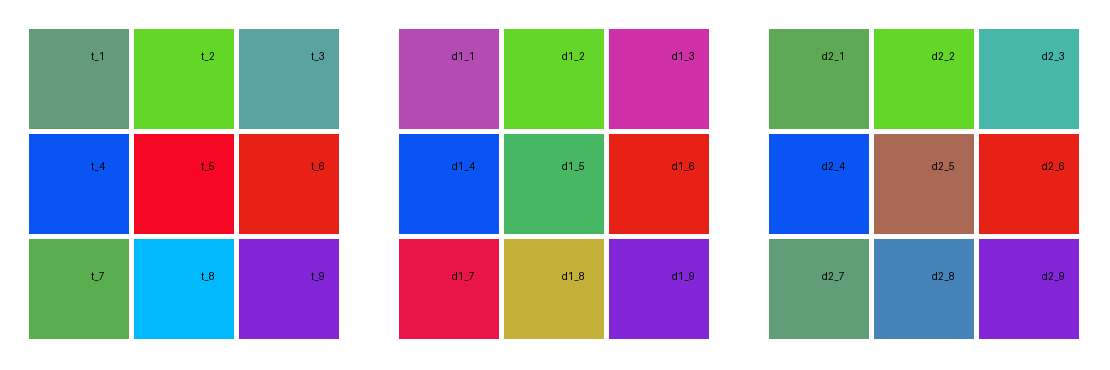 t_1 t_2 t_3 d1_1 d1_2 d1_3 d2_1 d2_2 d2_3
t_4 t_5 t_6 d1_4 d1_5 d1_6 d2_4 d2_5 d2_6
t_7 t_8 t_9 d1_7 d1_8 d1_9 d2_7 d2_8 d2_9